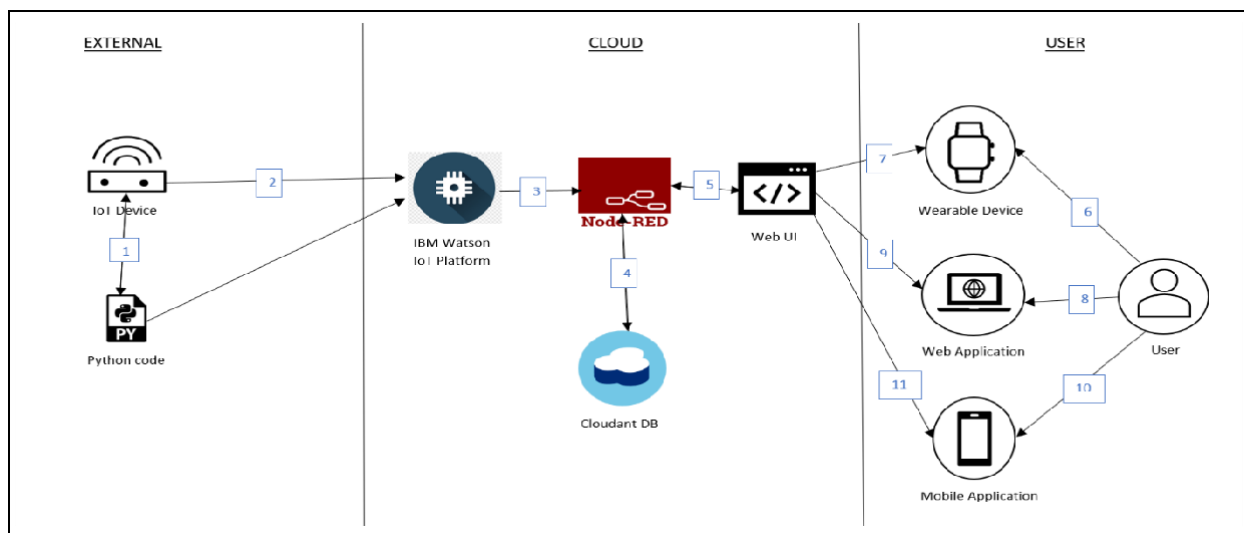 EXTERNAL
CLOUD
USER
IoT Device
1
PY
Python code
2
IBM Watson
IoT Platform
3
Node-RED
4
Cloudant DB
5
</>
Web UI
7
9
11
Wearable Device
6
Web Application
8
User
10
Mobile Application